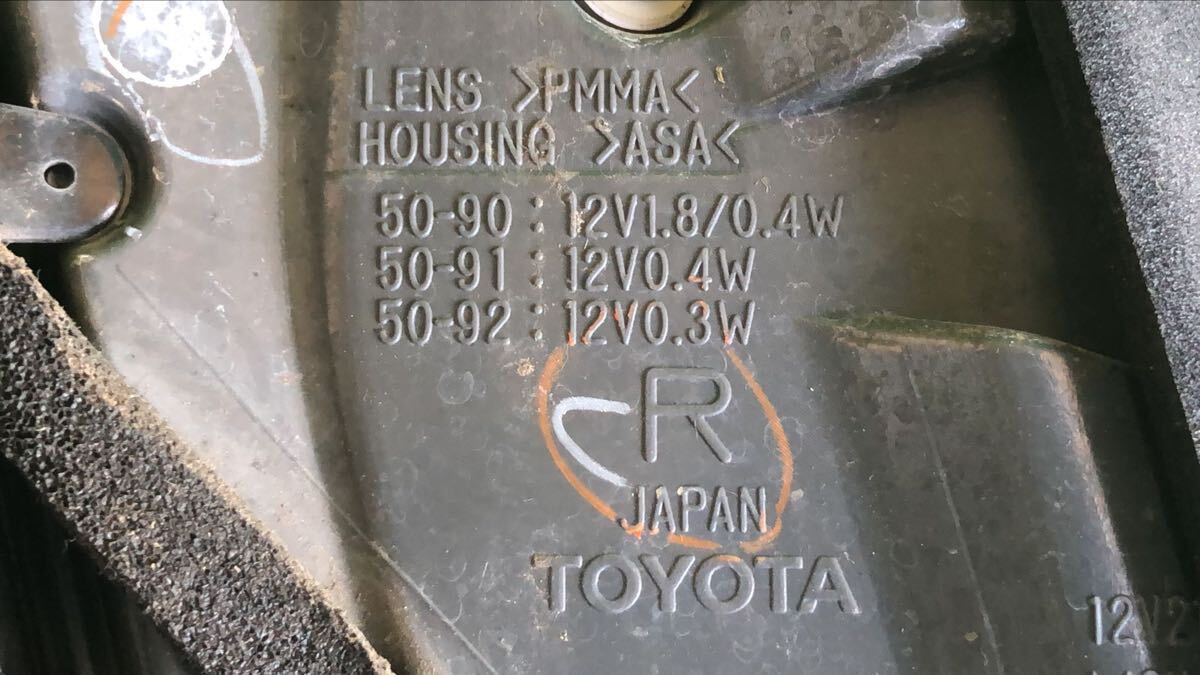 LENS >PMMA<
HOUSING >ASA<
50-90 : 12V1.8/0.4W
50-91 : 12V0.4W
50-92 : 12V0.3W
R
JAPAN
TOYOTA
12V2